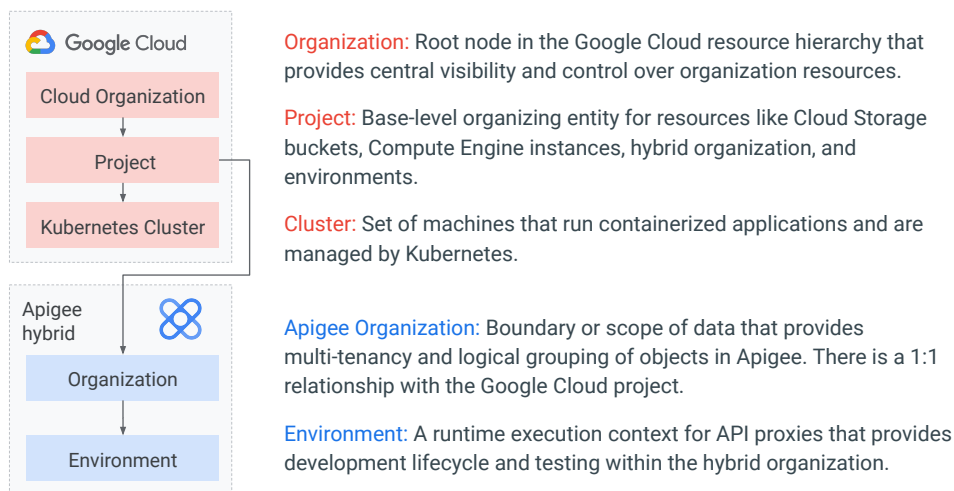 Google Cloud
Cloud Organization
Project
Kubernetes Cluster
Apigee
hybrid
Organization
Environment
Organization: Root node in the Google Cloud resource hierarchy that
provides central visibility and control over organization resources.
Project: Base-level organizing entity for resources like Cloud Storage
buckets, Compute Engine instances, hybrid organization, and
environments.
Cluster: Set of machines that run containerized applications and are
managed by Kubernetes.
Apigee Organization: Boundary or scope of data that provides
multi-tenancy and logical grouping of objects in Apigee. There is a 1:1
relationship with the Google Cloud project.
Environment: A runtime execution context for API proxies that provides
development lifecycle and testing within the hybrid organization.